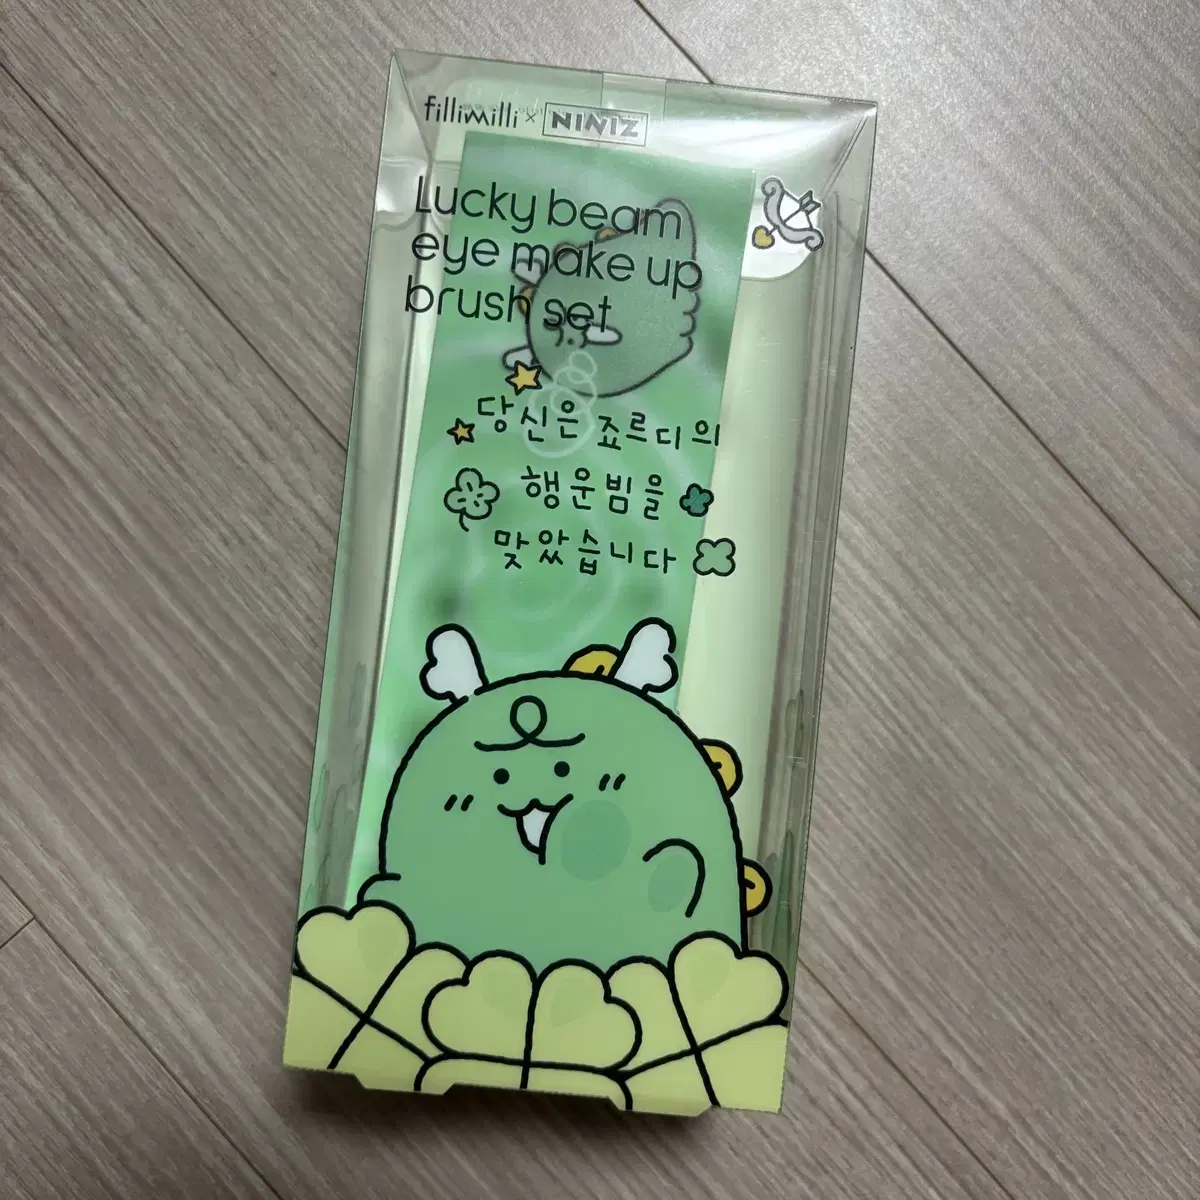 fillimilli × NINIZ
Lucky beam
eye make up
brush set
당신은 죠르디의
행운빔을
맞았습니다